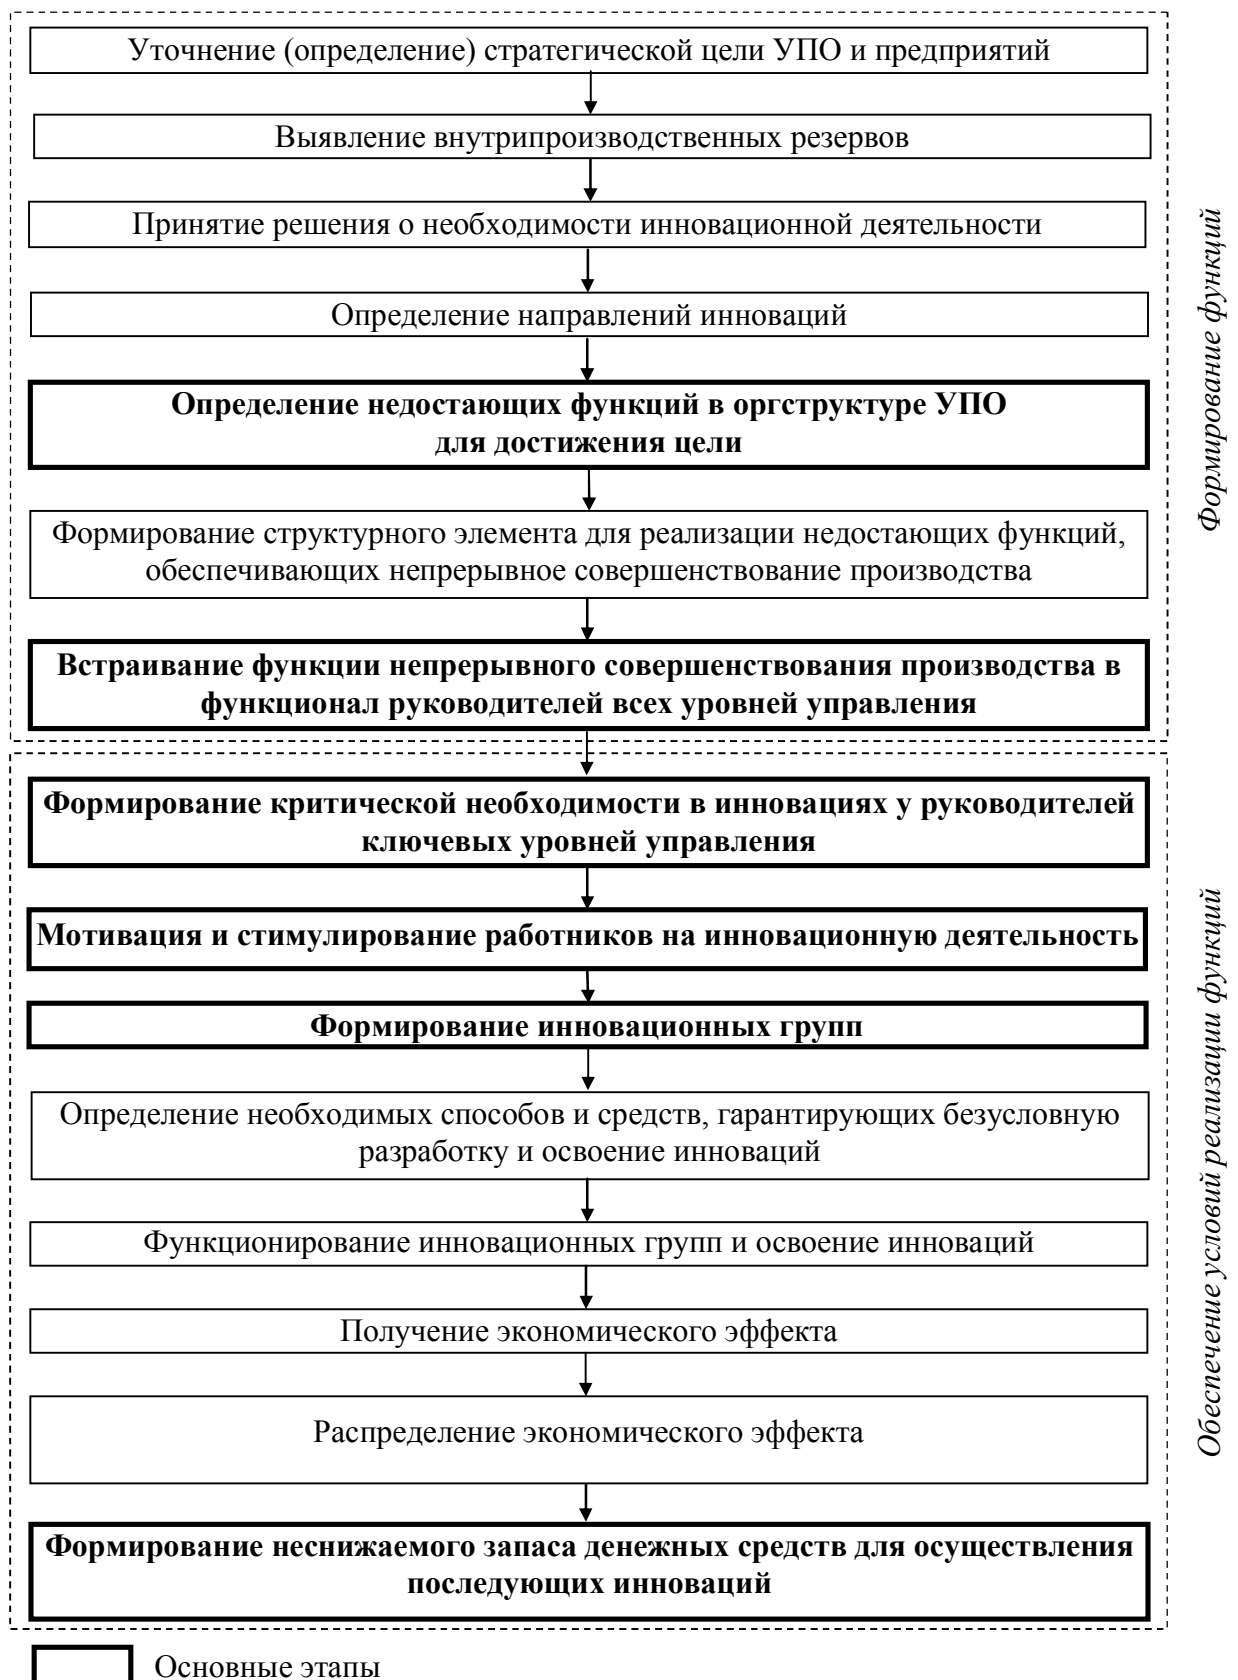 Уточнение (определение) стратегической цели УПО и предприятий
Выявление внутрипроизводственных резервов
Принятие решения о необходимости инновационной деятельности
Определение направлений инноваций
Определение недостающих функций в оргструктуре УПО
для достижения цели
Формирование структурного элемента для реализации недостающих функций,
обеспечивающих непрерывное совершенствование производства
Встраивание функции непрерывного совершенствования производства в
функционал руководителей всех уровней управления
Формирование функций
Формирование критической необходимости в инновациях у руководителей
ключевых уровней управления
Мотивация и стимулирование работников на инновационную деятельность
Формирование инновационных групп
Определение необходимых способов и средств, гарантирующих безусловную
разработку и освоение инноваций
Функционирование инновационных групп и освоение инноваций
Получение экономического эффекта
Распределение экономического эффекта
Формирование неснижаемого запаса денежных средств для осуществления
последующих инноваций
Обеспечение условий реализации функций
Основные этапы